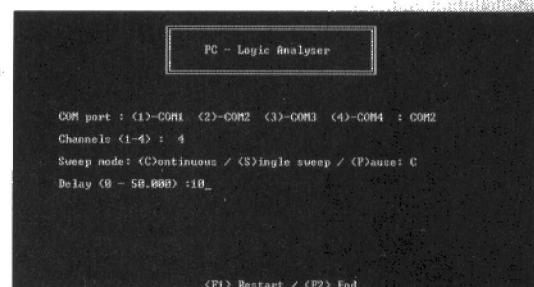 PC - Logic Analyser
COM port : (1)-COM1 (2)-COM2 (3)-COM3 (4)-COM4 : COM2
Channels (1-4) : 4
Sweep mode: (C)ontinuous / (S)ingle sweep / (P)ause: C
Delay (0 - 50.000) :10_
(F1) Restart / (F2) End